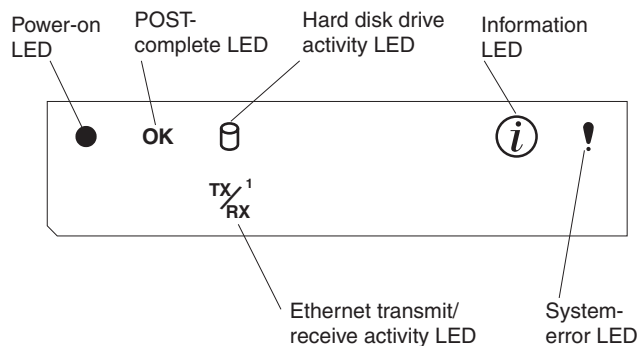 Power-on
LED
POST-
complete LED
Hard disk drive
activity LED
Information
LED
OK
i
!
TX/RX 1
Ethernet transmit/
receive activity LED
System-
error LED